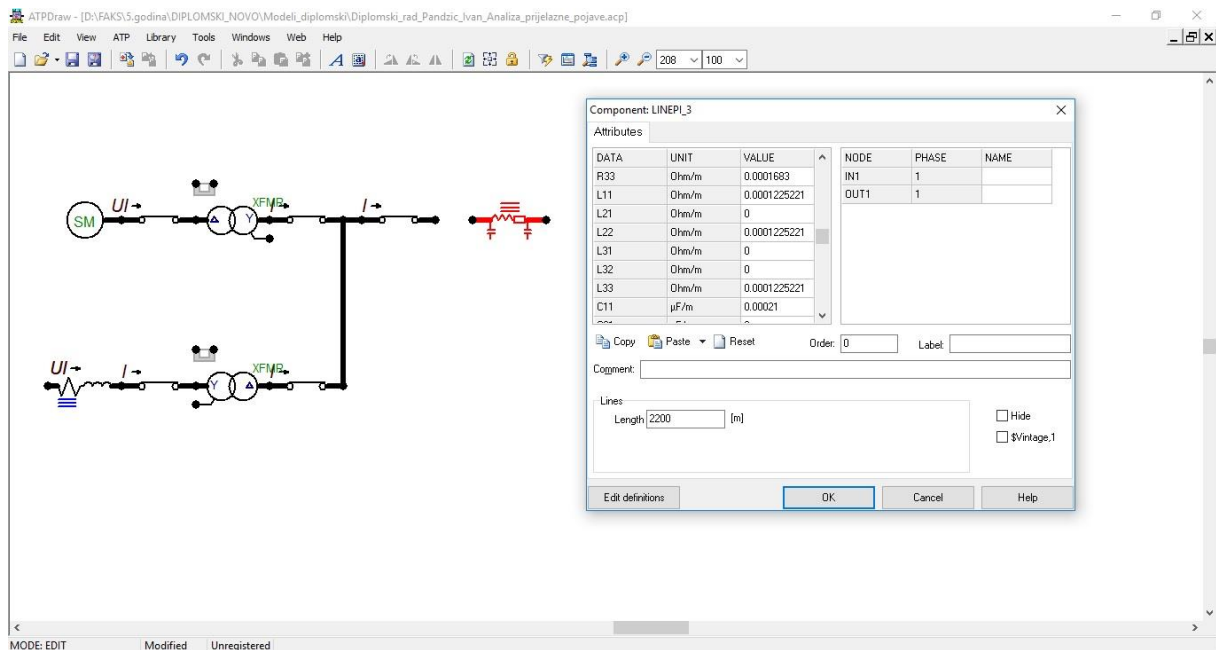 ATPDraw - [D:\FAKS\5.godina\DIPLOMSKI_NOVO\Modeli_diplomski\Diplomski_rad_Pandzic_Ivan_Analiza_prijelazne_pojave.acp]
File Edit View ATP Library Tools Windows Web Help
208 100
Component: LINEPI_3
Attributes
DATA UNIT VALUE NODE PHASE NAME
R33 Ohm/m 0.0001683 IN1 1
L11 Ohm/m 0.0001225221 OUT1 1
L21 Ohm/m 0
L22 Ohm/m 0.0001225221
L31 Ohm/m 0
L32 Ohm/m 0
L33 Ohm/m 0.0001225221
C11 µF/m 0.00021
Copy Paste Reset Order: 0 Label:
Comment:
Lines
Length 2200 [m]
Hide
$Vintage,1
Edit definitions OK Cancel Help
SM UI XFMR I I
Y
UI I XFMR I
Y
MODE: EDIT Modified Unregistered